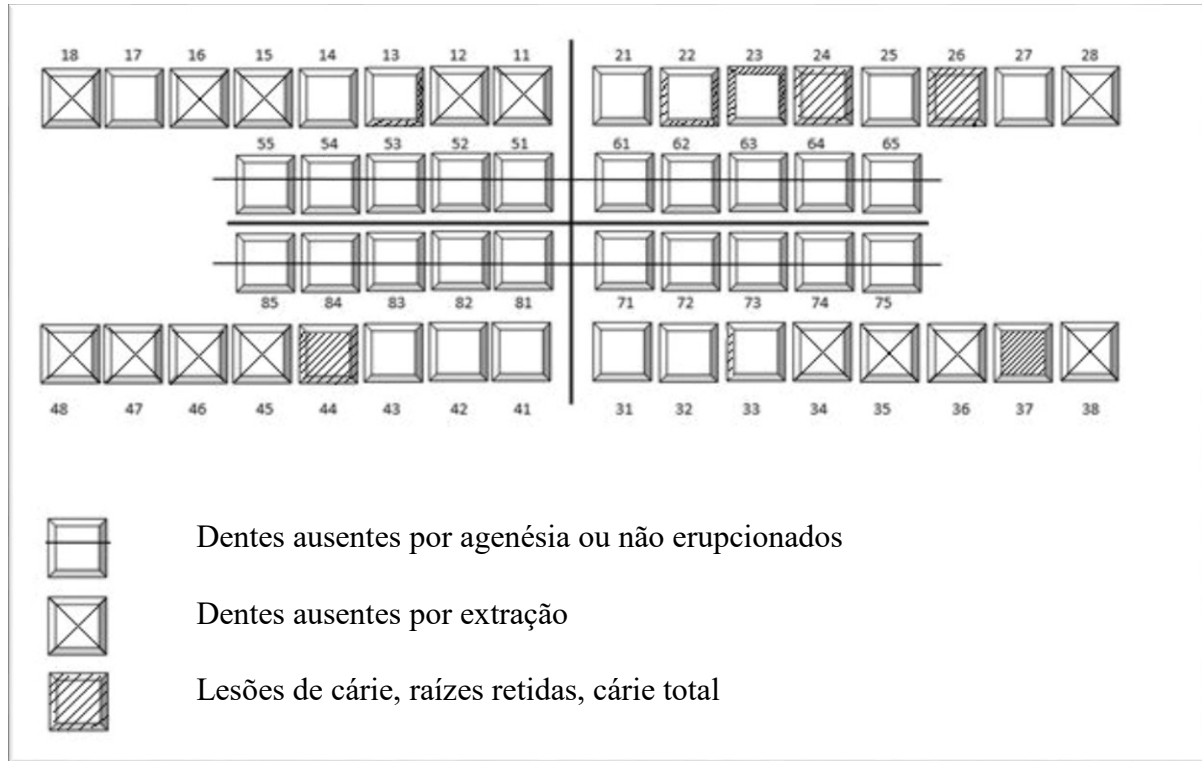 18 17 16 15 14 13 12 11 21 22 23 24 25 26 27 28
55 54 53 52 51 61 62 63 64 65
85 84 83 82 81 71 72 73 74 75
48 47 46 45 44 43 42 41 31 32 33 34 35 36 37 38
Dentes ausentes por agenésia ou não erupcionados
Dentes ausentes por extração
Lesões de cárie, raízes retidas, cárie total